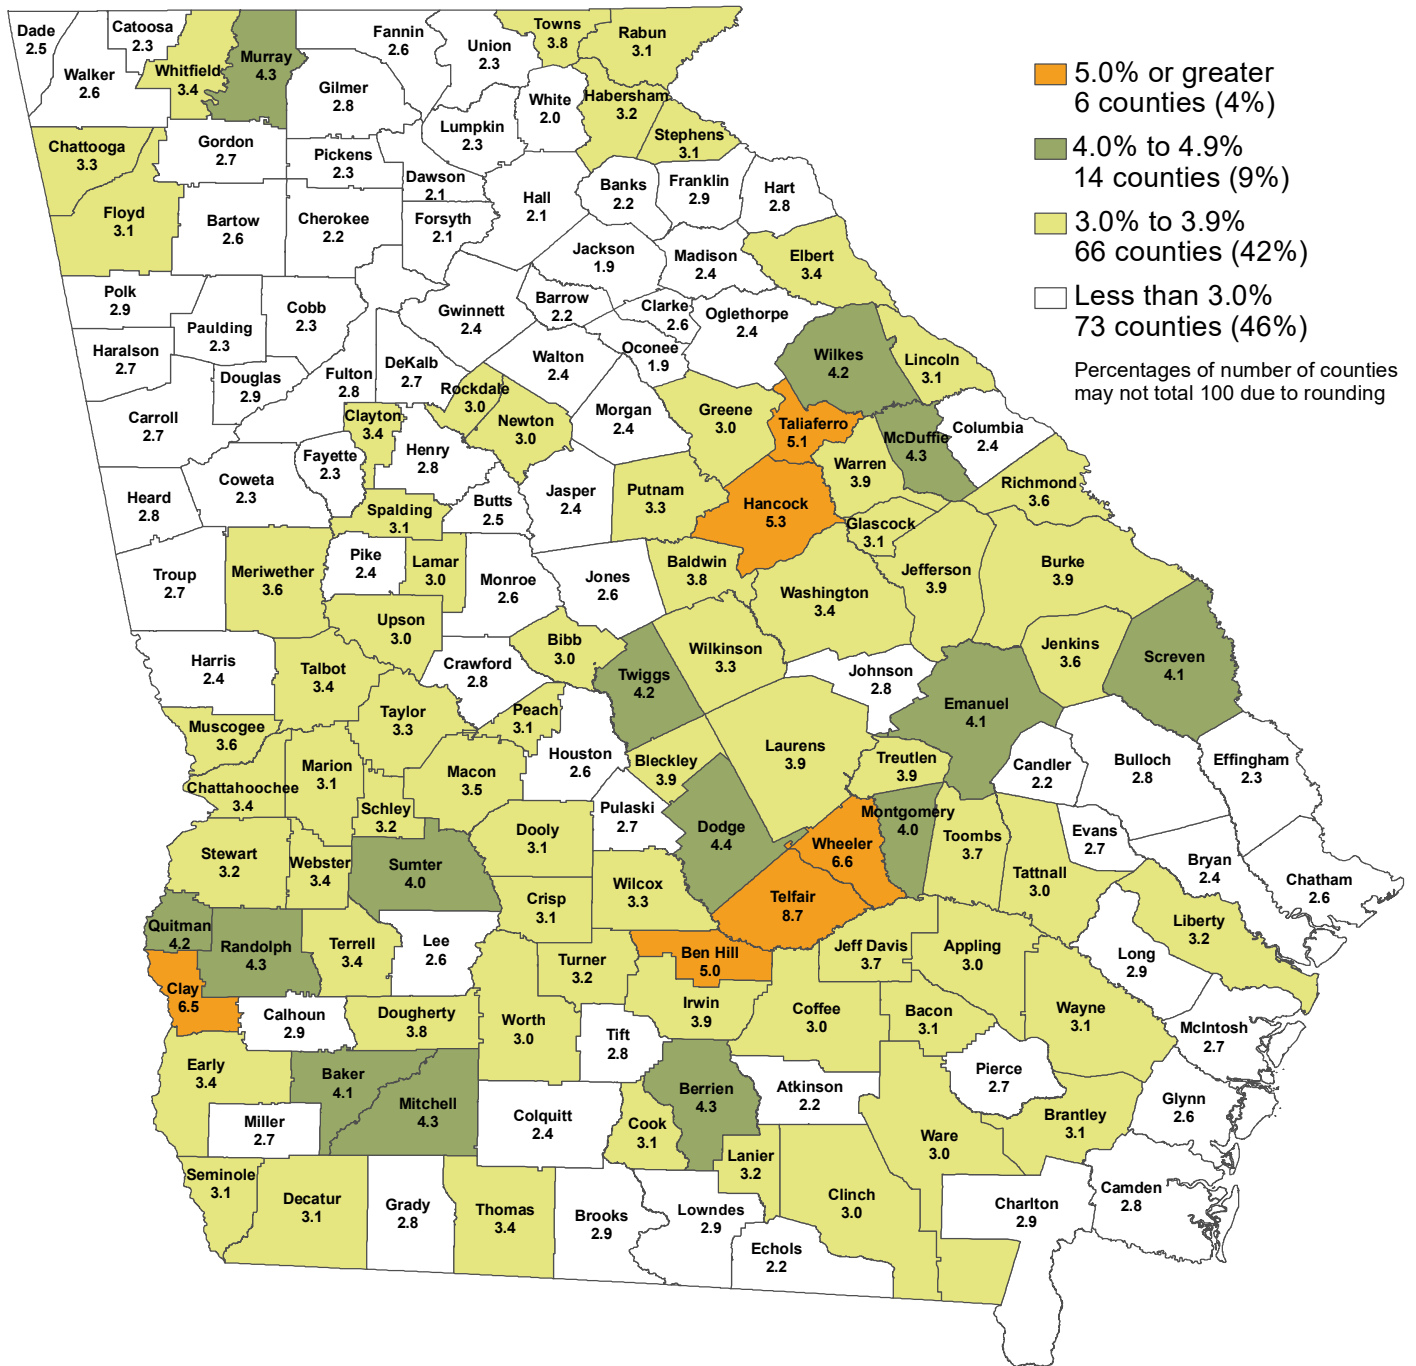 Dade
2.5
Catoosa
2.3
Walker
2.6
Whitfield
3.4
Murray
4.3
Fannin
2.6
Gilmer
2.8
Union
2.3
Towns
3.8
Rabun
3.1
White
2.0
Habersham
3.2
Lumpkin
2.3
Stephens
3.1
Chattooga
3.3
Gordon
2.7
Pickens
2.3
Dawson
2.1
Hall
2.1
Banks
2.2
Franklin
2.9
Hart
2.8
Floyd
3.1
Bartow
2.6
Cherokee
2.2
Forsyth
2.1
Jackson
1.9
Madison
2.4
Elbert
3.4
Polk
2.9
Paulding
2.3
Cobb
2.3
Gwinnett
2.4
Barrow
2.2
Clarke
2.6
Oglethorpe
2.4
Oconee
1.9
Haralson
2.7
Douglas
2.9
Fulton
2.8
DeKalb
2.7
Rockdale
3.0
Walton
2.4
Wilkes
4.2
Lincoln
3.1
Carroll
2.7
Clayton
3.4
Newton
3.0
Morgan
2.4
Greene
3.0
Taliaferro
5.1
McDuffie
4.3
Columbia
2.4
Fayette
2.3
Henry
2.8
Heard
2.8
Coweta
2.3
Spalding
3.1
Butts
2.5
Jasper
2.4
Putnam
3.3
Hancock
5.3
Warren
3.9
Richmond
3.6
Glascock
3.1
Troup
2.7
Meriwether
3.6
Pike
2.4
Lamar
3.0
Monroe
2.6
Jones
2.6
Baldwin
3.8
Washington
3.4
Jefferson
3.9
Burke
3.9
Upson
3.0
Harris
2.4
Talbot
3.4
Crawford
2.8
Bibb
3.0
Twiggs
4.2
Wilkinson
3.3
Johnson
2.8
Jenkins
3.6
Screven
4.1
Emanuel
4.1
Muscogee
3.6
Taylor
3.3
Peach
3.1
Houston
2.6
Bleckley
3.9
Laurens
3.9
Treutlen
3.9
Candler
2.2
Bulloch
2.8
Effingham
2.3
Chattahoochee
3.4
Marion
3.1
Schley
3.2
Macon
3.5
Pulaski
2.7
Dodge
4.4
Wheeler
6.6
Montgomery
4.0
Toombs
3.7
Evans
2.7
Tattnall
3.0
Bryan
2.4
Chatham
2.6
Stewart
3.2
Webster
3.4
Sumter
4.0
Dooly
3.1
Crisp
3.1
Wilcox
3.3
Telfair
8.7
Quitman
4.2
Randolph
4.3
Terrell
3.4
Lee
2.6
Turner
3.2
Ben Hill
5.0
Jeff Davis
3.7
Appling
3.0
Long
2.9
Liberty
3.2
Clay
6.5
Calhoun
2.9
Dougherty
3.8
Worth
3.0
Tift
2.8
Irwin
3.9
Coffee
3.0
Bacon
3.1
Wayne
3.1
McIntosh
2.7
Early
3.4
Baker
4.1
Mitchell
4.3
Miller
2.7
Colquitt
2.4
Cook
3.1
Berrien
4.3
Atkinson
2.2
Pierce
2.7
Ware
3.0
Brantley
3.1
Glynn
2.6
Lanier
3.2
Seminole
3.1
Decatur
3.1
Grady
2.8
Thomas
3.4
Brooks
2.9
Lowndes
2.9
Echols
2.2
Clinch
3.0
Charlton
2.9
Camden
2.8
5.0% or greater
6 counties (4%)
4.0% to 4.9%
14 counties (9%)
3.0% to 3.9%
66 counties (42%)
Less than 3.0%
73 counties (46%)
Percentages of number of counties
may not total 100 due to rounding